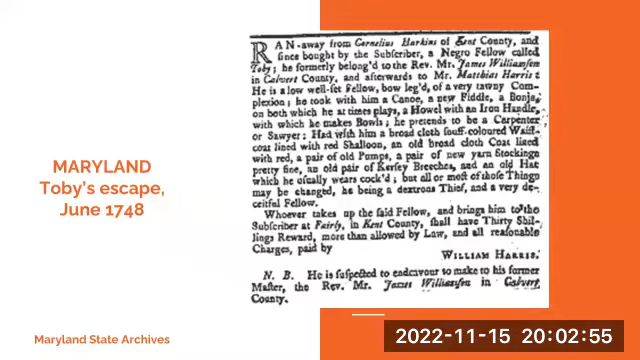 RAN-away from Cornelius Harkins of Kent County, and
since bought by the Subscriber, a Negro Fellow called
Toby; he formerly belong'd to the Rev. Mr. James Williamson
in Calvert County, and afterwards to Mr. Matthias Harris:
He is a low well-set Fellow, bow leg'd, of a very tawny Com-
plexion; he took with him a Canoe, a new Fiddle, a Bonja,
on both which he at times plays, a Howel with an Iron Handle,
with which he makes Bowls; he pretends to be a Carpenter
or Sawyer: Had with him a broad cloth snuff-coloured Waist-
coat lined with red Shalloon, an old broad Cloth Coat lined
with red, a pair of old Pumps, a pair of new yarn Stockings
pretty fine, an old pair of Kersey Breeches, and an old Hat
which he usually wears cock'd; but all or most of those Things
may be changed, he being a dextrous Thief, and a very de-
ceitful Fellow.
Whoever takes up the said Fellow, and brings him to the
Subscriber at Fairly, in Kent County, shall have Thirty Shil-
lings Reward, more than allowed by Law, and all reasonable
Charges, paid by
WILLIAM HARRIS.
N. B. He is suspected to endeavour to make to his former
Master, the Rev. Mr. James Williamson in Calvert
County.
MARYLAND
Toby's escape,
June 1748
Maryland State Archives
2022-11-15 20:02:55